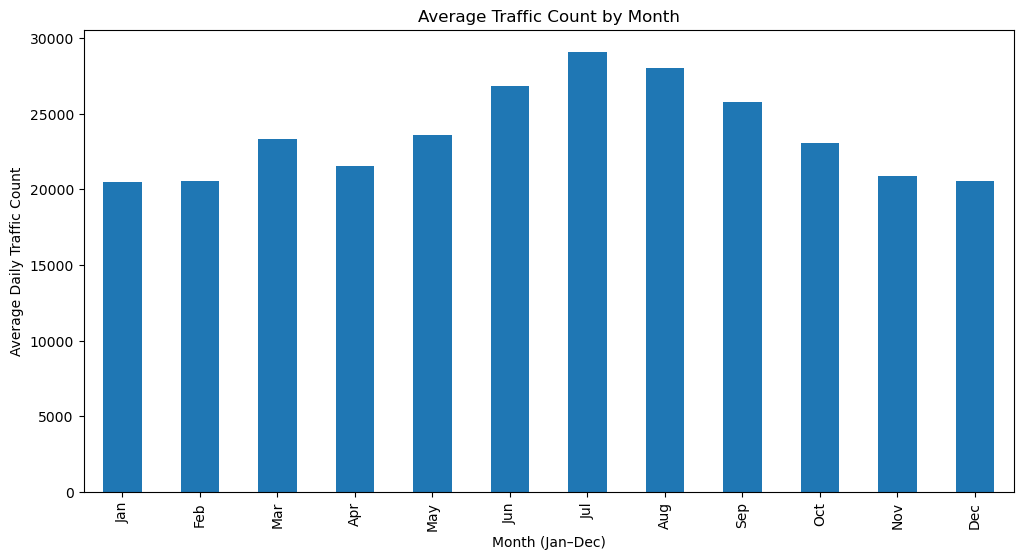 Average Traffic Count by Month
Average Daily Traffic Count
30000
25000
20000
15000
10000
5000
0
Jan
Feb
Mar
Apr
May
Jun
Jul
Aug
Sep
Oct
Nov
Dec
Month (Jan–Dec)